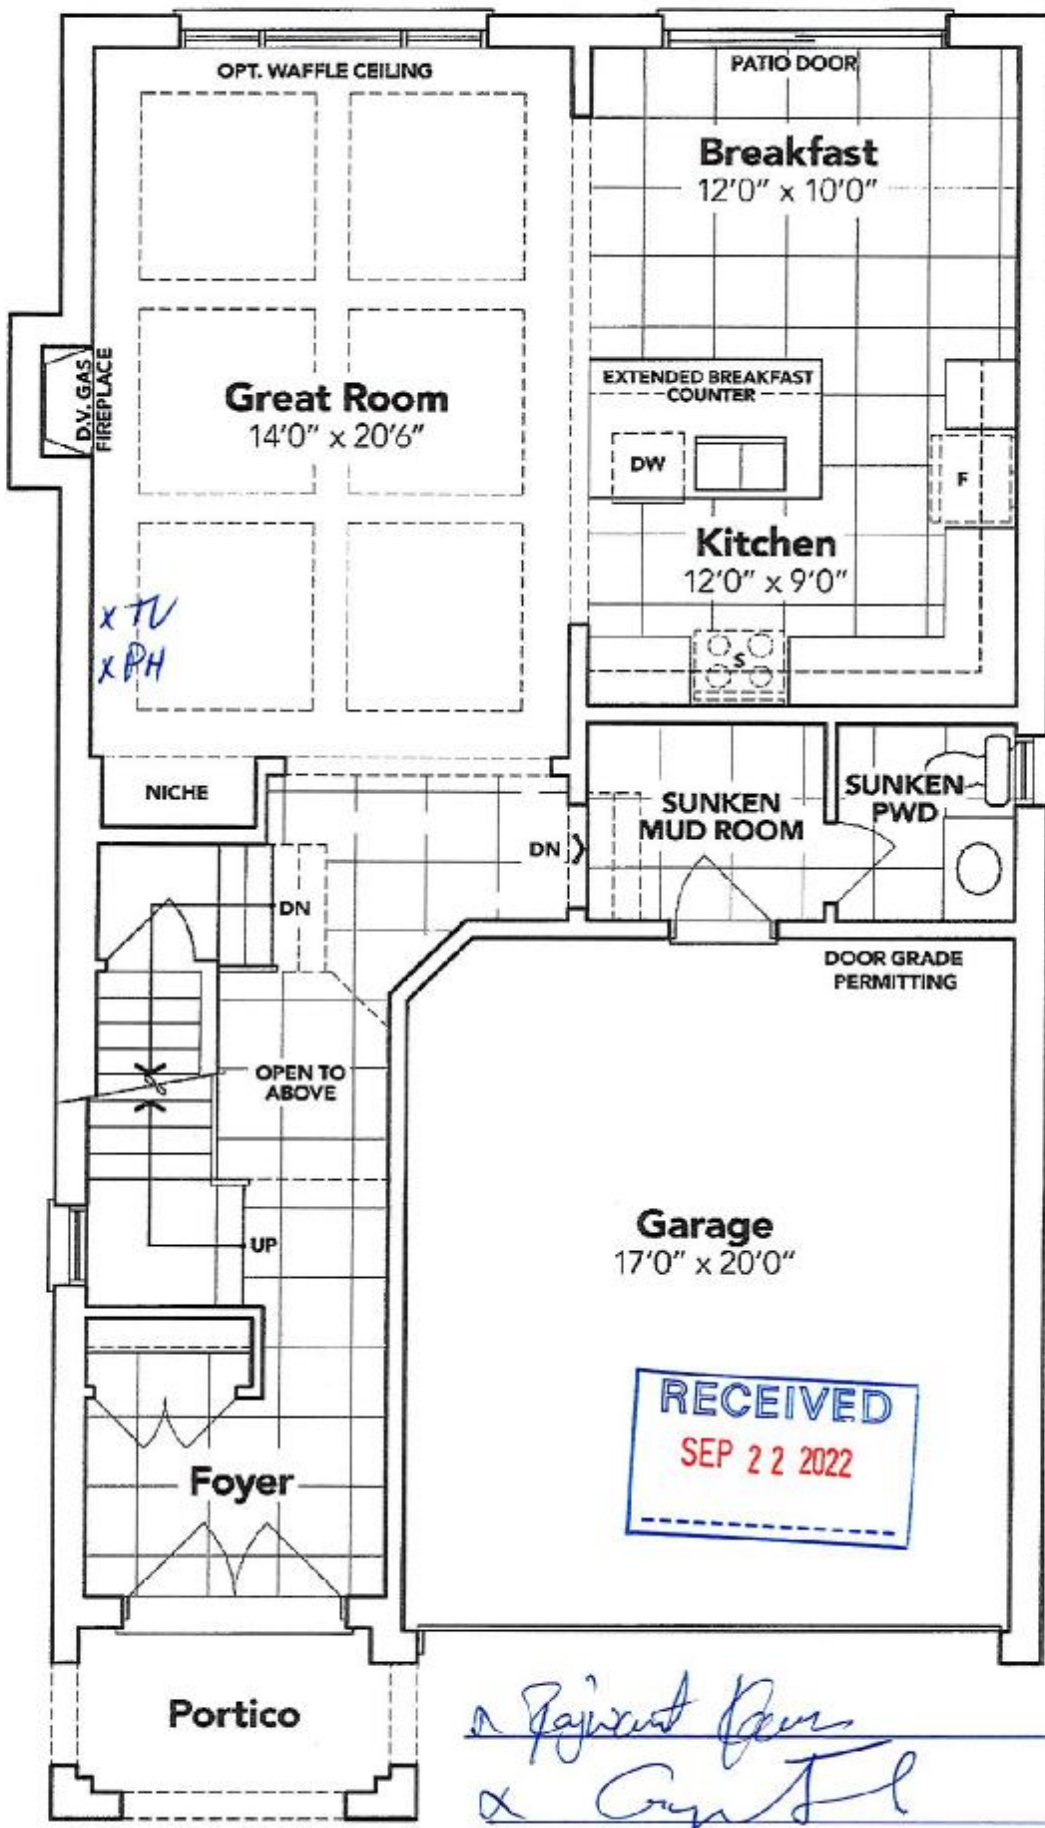 OPT. WAFFLE CEILING
PATIO DOOR
Breakfast
12'0" x 10'0"
D.V. GAS
FIREPLACE
Great Room
14'0" x 20'6"
EXTENDED BREAKFAST
COUNTER
DW
F
Kitchen
12'0" x 9'0"
S
x TV
x PH
NICHE
SUNKEN
MUD ROOM
SUNKEN
PWD
DN
DN
DOOR GRADE
PERMITTING
OPEN TO
ABOVE
UP
Garage
17'0" x 20'0"
RECEIVED
SEP 22 2022
Foyer
Portico
x